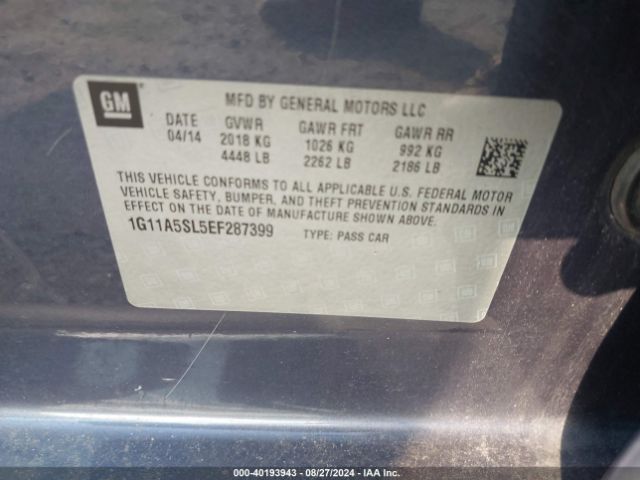 GM
MFD BY GENERAL MOTORS LLC
DATE GVWR GAWR FRT GAWR RR
04/14 2018 KG 1026 KG 992 KG
4448 LB 2262 LB 2186 LB
THIS VEHICLE CONFORMS TO ALL APPLICABLE U.S. FEDERAL MOTOR
VEHICLE SAFETY, BUMPER, AND THEFT PREVENTION STANDARDS IN
EFFECT ON THE DATE OF MANUFACTURE SHOWN ABOVE.
1G11A5SL5EF287399 TYPE: PASS CAR
000-40193943 / 08/27/2024 - IAA Inc.